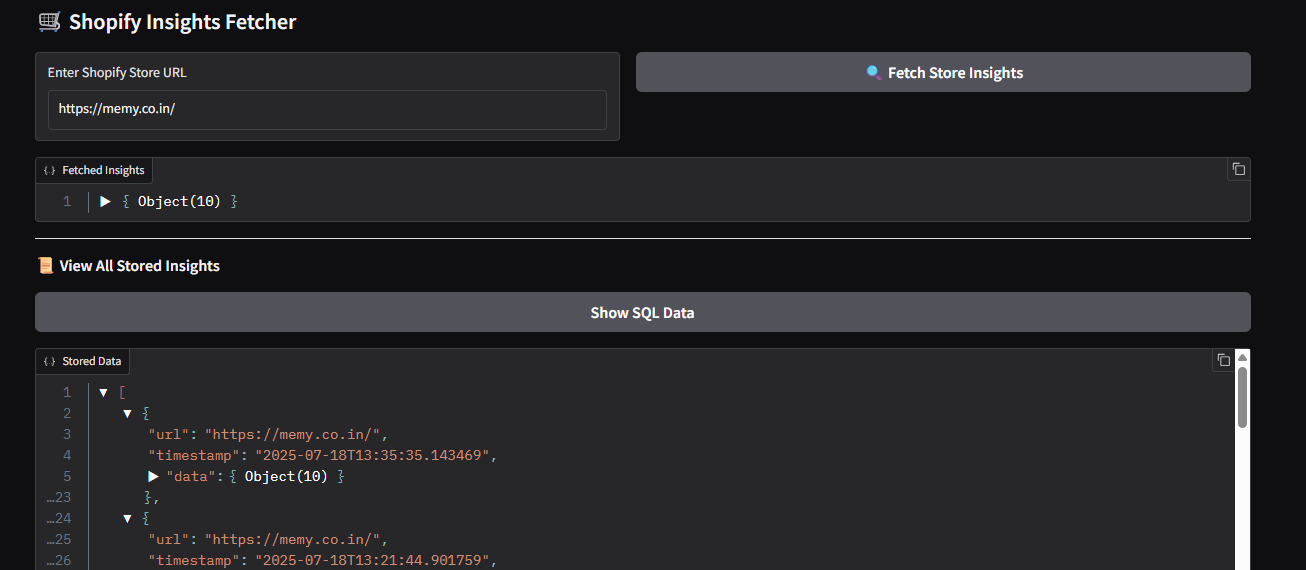 🛒 Shopify Insights Fetcher
Enter Shopify Store URL
https://memy.co.in/
🔍 Fetch Store Insights
{} Fetched Insights
1 ▶ { Object(10) }
📜 View All Stored Insights
Show SQL Data
{} Stored Data
1 ▼ [
2 ▼ {
3 "url": "https://memy.co.in/",
4 "timestamp": "2025-07-18T13:35:35.143469",
5 ▶ "data": { Object(10) }
…23 },
…24 ▼ {
…25 "url": "https://memy.co.in/",
…26 "timestamp": "2025-07-18T13:21:44.901759",